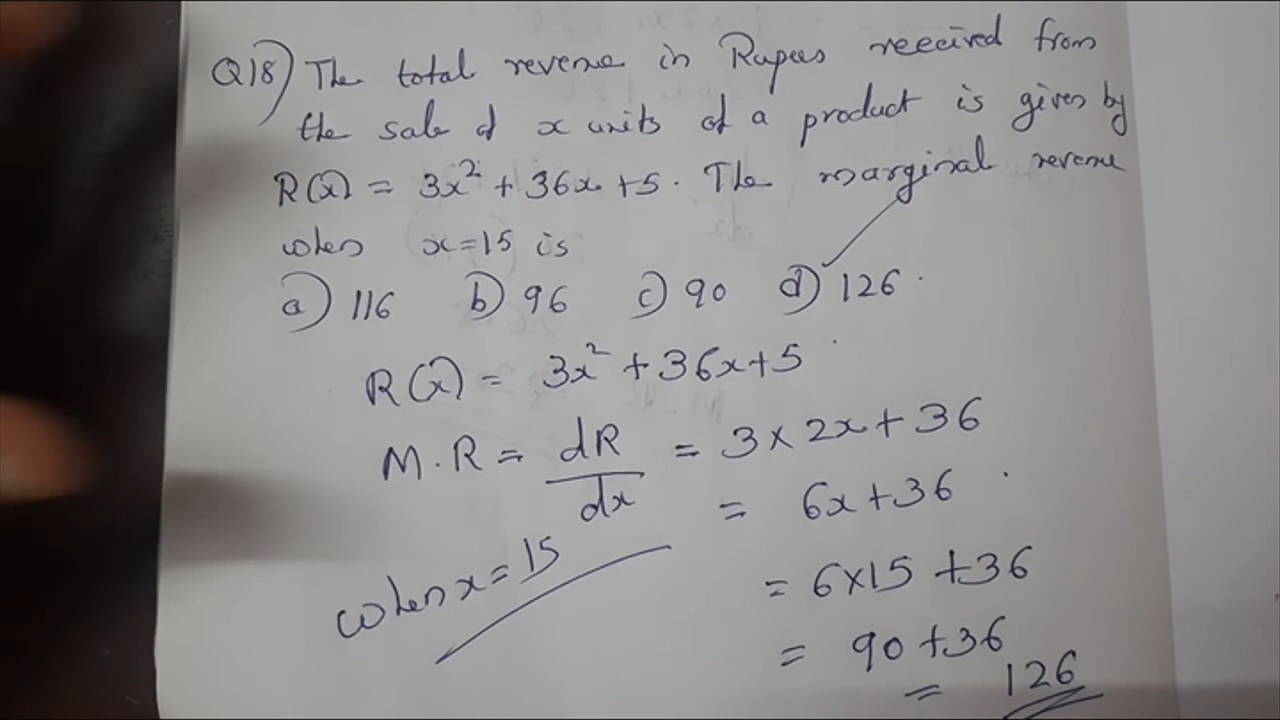 Q18) The total revenue in Rupees received from
the sale of x units of a product is given by
R(x) = 3x² + 36x + 5. The marginal revenue
when x=15 is
a) 116 b) 96 c) 90 d) 126.
R(x) = 3x² + 36x + 5
M.R = dR/dx = 3 × 2x + 36
= 6x + 36
when x = 15
= 6×15 + 36
= 90 + 36
= 126